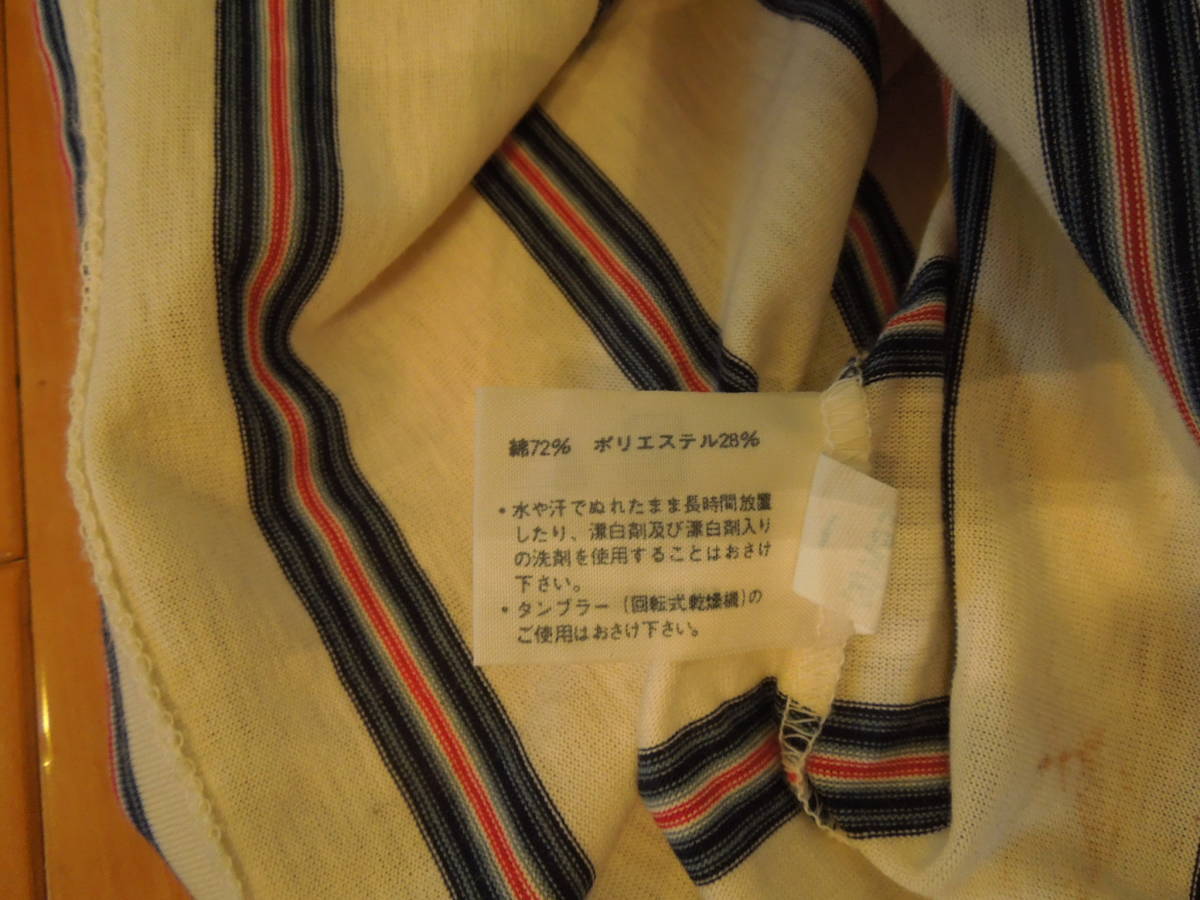 綿72% ポリエステル28%
・水や汗でぬれたまま長時間放置
したり、漂白剤及び漂白剤入り
の洗剤を使用することはおさけ
下さい。
・タンブラー(回転式乾燥機)の
ご使用はおさけ下さい。